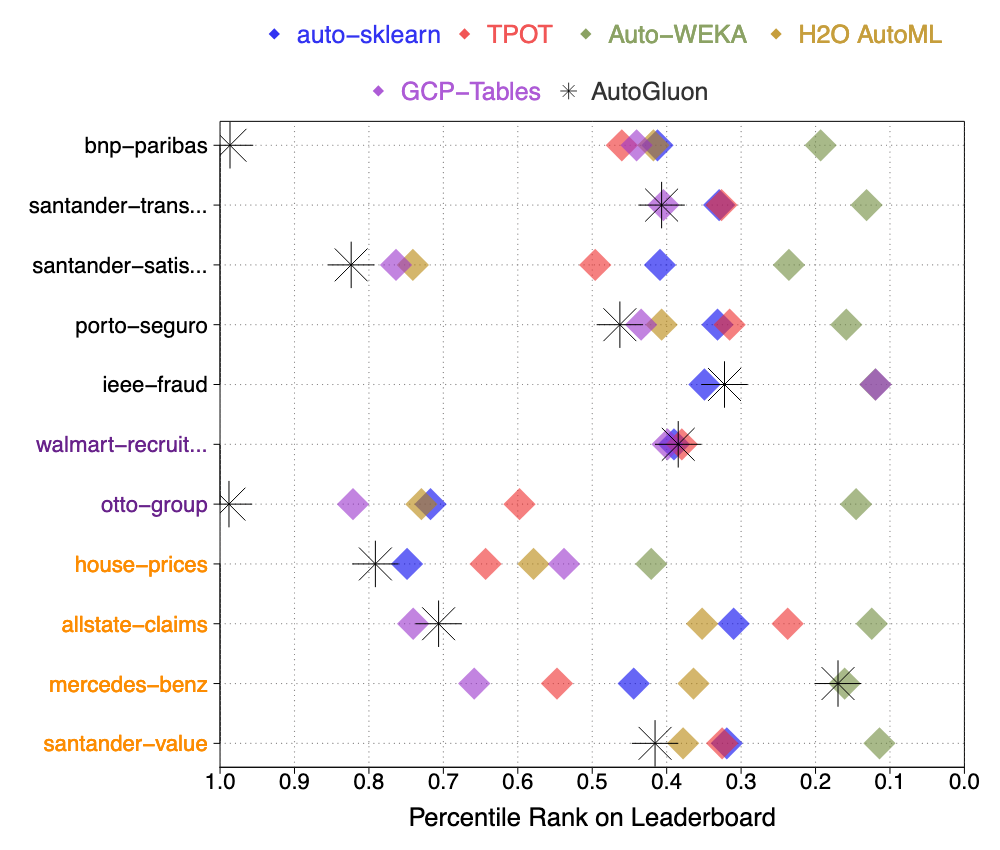 auto−sklearn TPOT Auto−WEKA H2O AutoML
GCP−Tables AutoGluon
bnp−paribas
santander−trans...
santander−satis...
porto−seguro
ieee−fraud
walmart−recruit...
otto−group
house−prices
allstate−claims
mercedes−benz
santander−value
1.0 0.9 0.8 0.7 0.6 0.5 0.4 0.3 0.2 0.1 0.0
Percentile Rank on Leaderboard